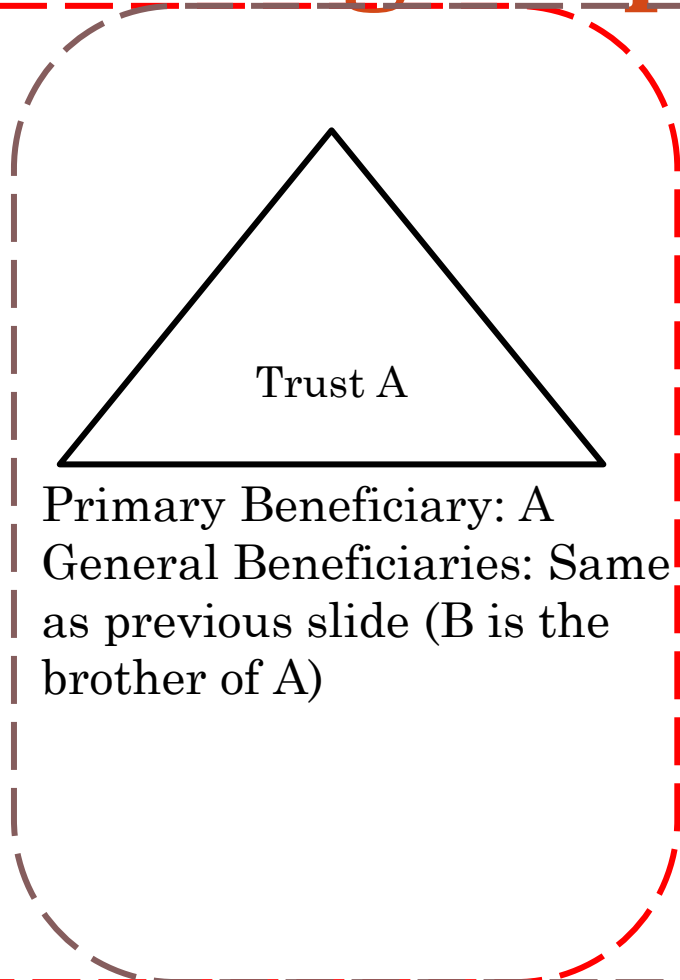 Trust A
Primary Beneficiary: A
General Beneficiaries: Same
as previous slide (B is the
brother of A)